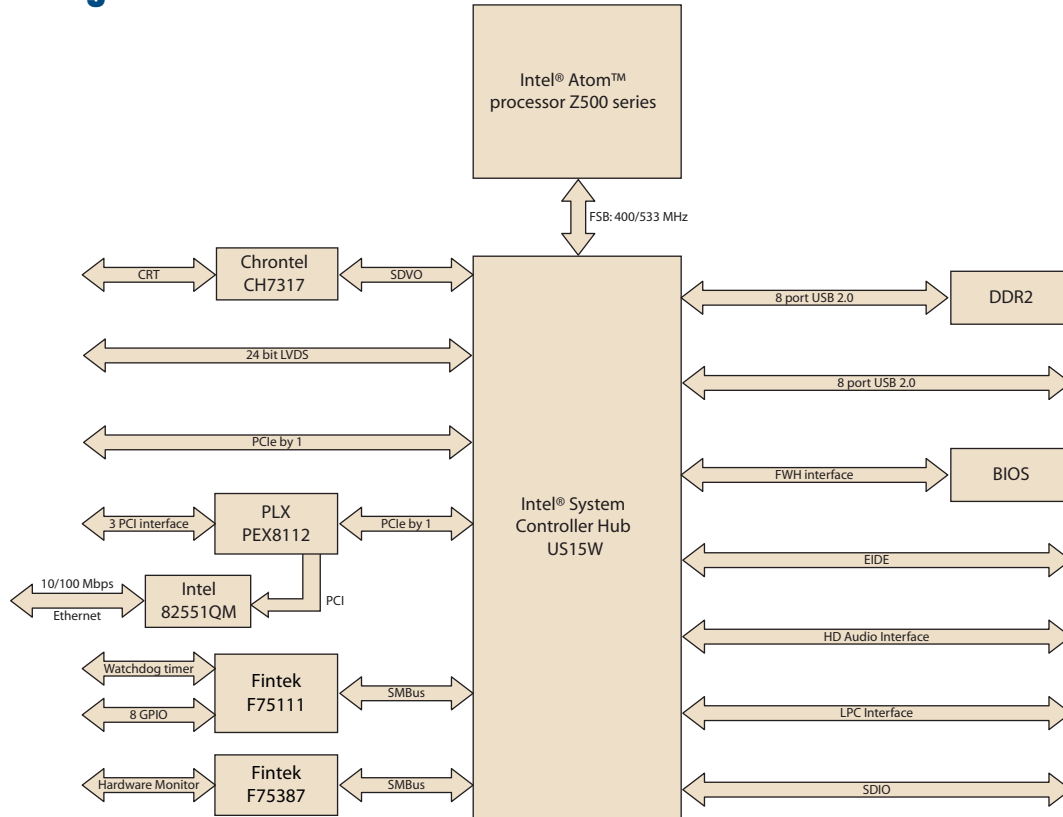 Intel® Atom™
processor Z500 series
FSB: 400/533 MHz
CRT
Chrontel
CH7317
SDVO
8 port USB 2.0
DDR2
24 bit LVDS
8 port USB 2.0
PCIe by 1
FWH interface
BIOS
3 PCI interface
PLX
PEX8112
PCIe by 1
Intel® System
Controller Hub
US15W
EIDE
10/100 Mbps
Ethernet
Intel
82551QM
PCI
HD Audio Interface
Watchdog timer
8 GPIO
Fintek
F75111
SMBus
LPC Interface
Hardware Monitor
Fintek
F75387
SMBus
SDIO